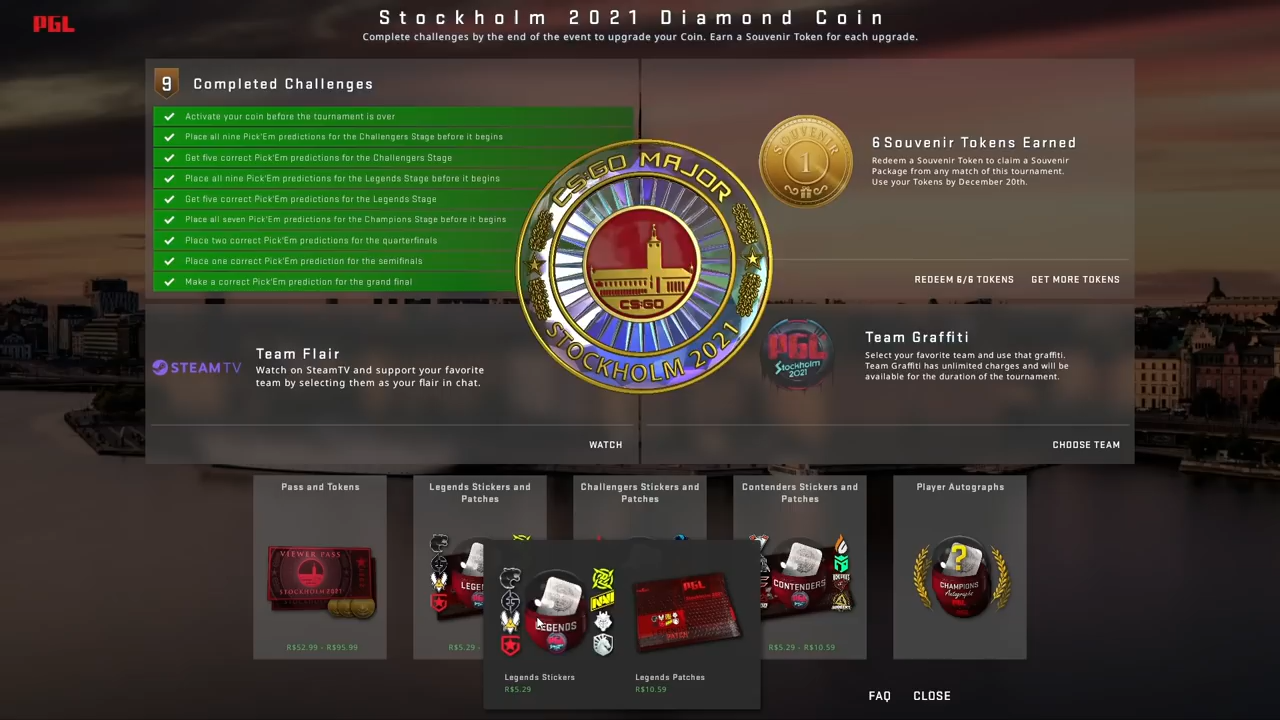 PGL
Stockholm 2021 Diamond Coin
Complete challenges by the end of the event to upgrade your Coin. Earn a Souvenir Token for each upgrade.
9
Completed Challenges
Activate your coin before the tournament is over
Place all nine Pick'Em predictions for the Challengers Stage before it begins
Get five correct Pick'Em predictions for the Challengers Stage
Place all nine Pick'Em predictions for the Legends Stage before it begins
Get five correct Pick'Em predictions for the Legends Stage
Place all seven Pick'Em predictions for the Champions Stage before it begins
Place two correct Pick'Em predictions for the quarterfinals
Place one correct Pick'Em prediction for the semifinals
Make a correct Pick'Em prediction for the grand final
CS:GO MAJOR
CS:GO
STOCKHOLM 2021
SOUVENIR
1
6 Souvenir Tokens Earned
Redeem a Souvenir Token to claim a Souvenir
Package from any match of this tournament.
Use your Tokens by December 20th.
REDEEM 6/6 TOKENS
GET MORE TOKENS
STEAMTV
Team Flair
Watch on SteamTV and support your favorite
team by selecting them as your flair in chat.
WATCH
PGL
Stockholm
2021
Team Graffiti
Select your favorite team and use that graffiti.
Team Graffiti has unlimited charges and will be
available for the duration of the tournament.
CHOOSE TEAM
Pass and Tokens
VIEWER PASS
STOCKHOLM 2021
R$52.99 - R$95.99
Legends Stickers and
Patches
LEGE
R$5.29 -
Challengers Stickers and
Patches
Contenders Stickers and
Patches
CONTENDERS
R$5.29 - R$10.59
Player Autographs
?
CHAMPIONS
Autographs
PGL
LEGENDS
NAVI
PGL
PATCH
Legends Stickers
R$5.29
Legends Patches
R$10.59
FAQ
CLOSE